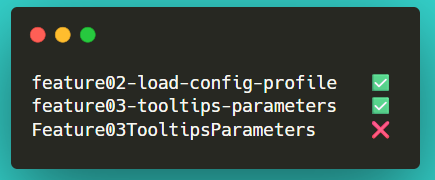 feature02-load-config-profile ✅
feature03-tooltips-parameters ✅
Feature03TooltipsParameters ❌